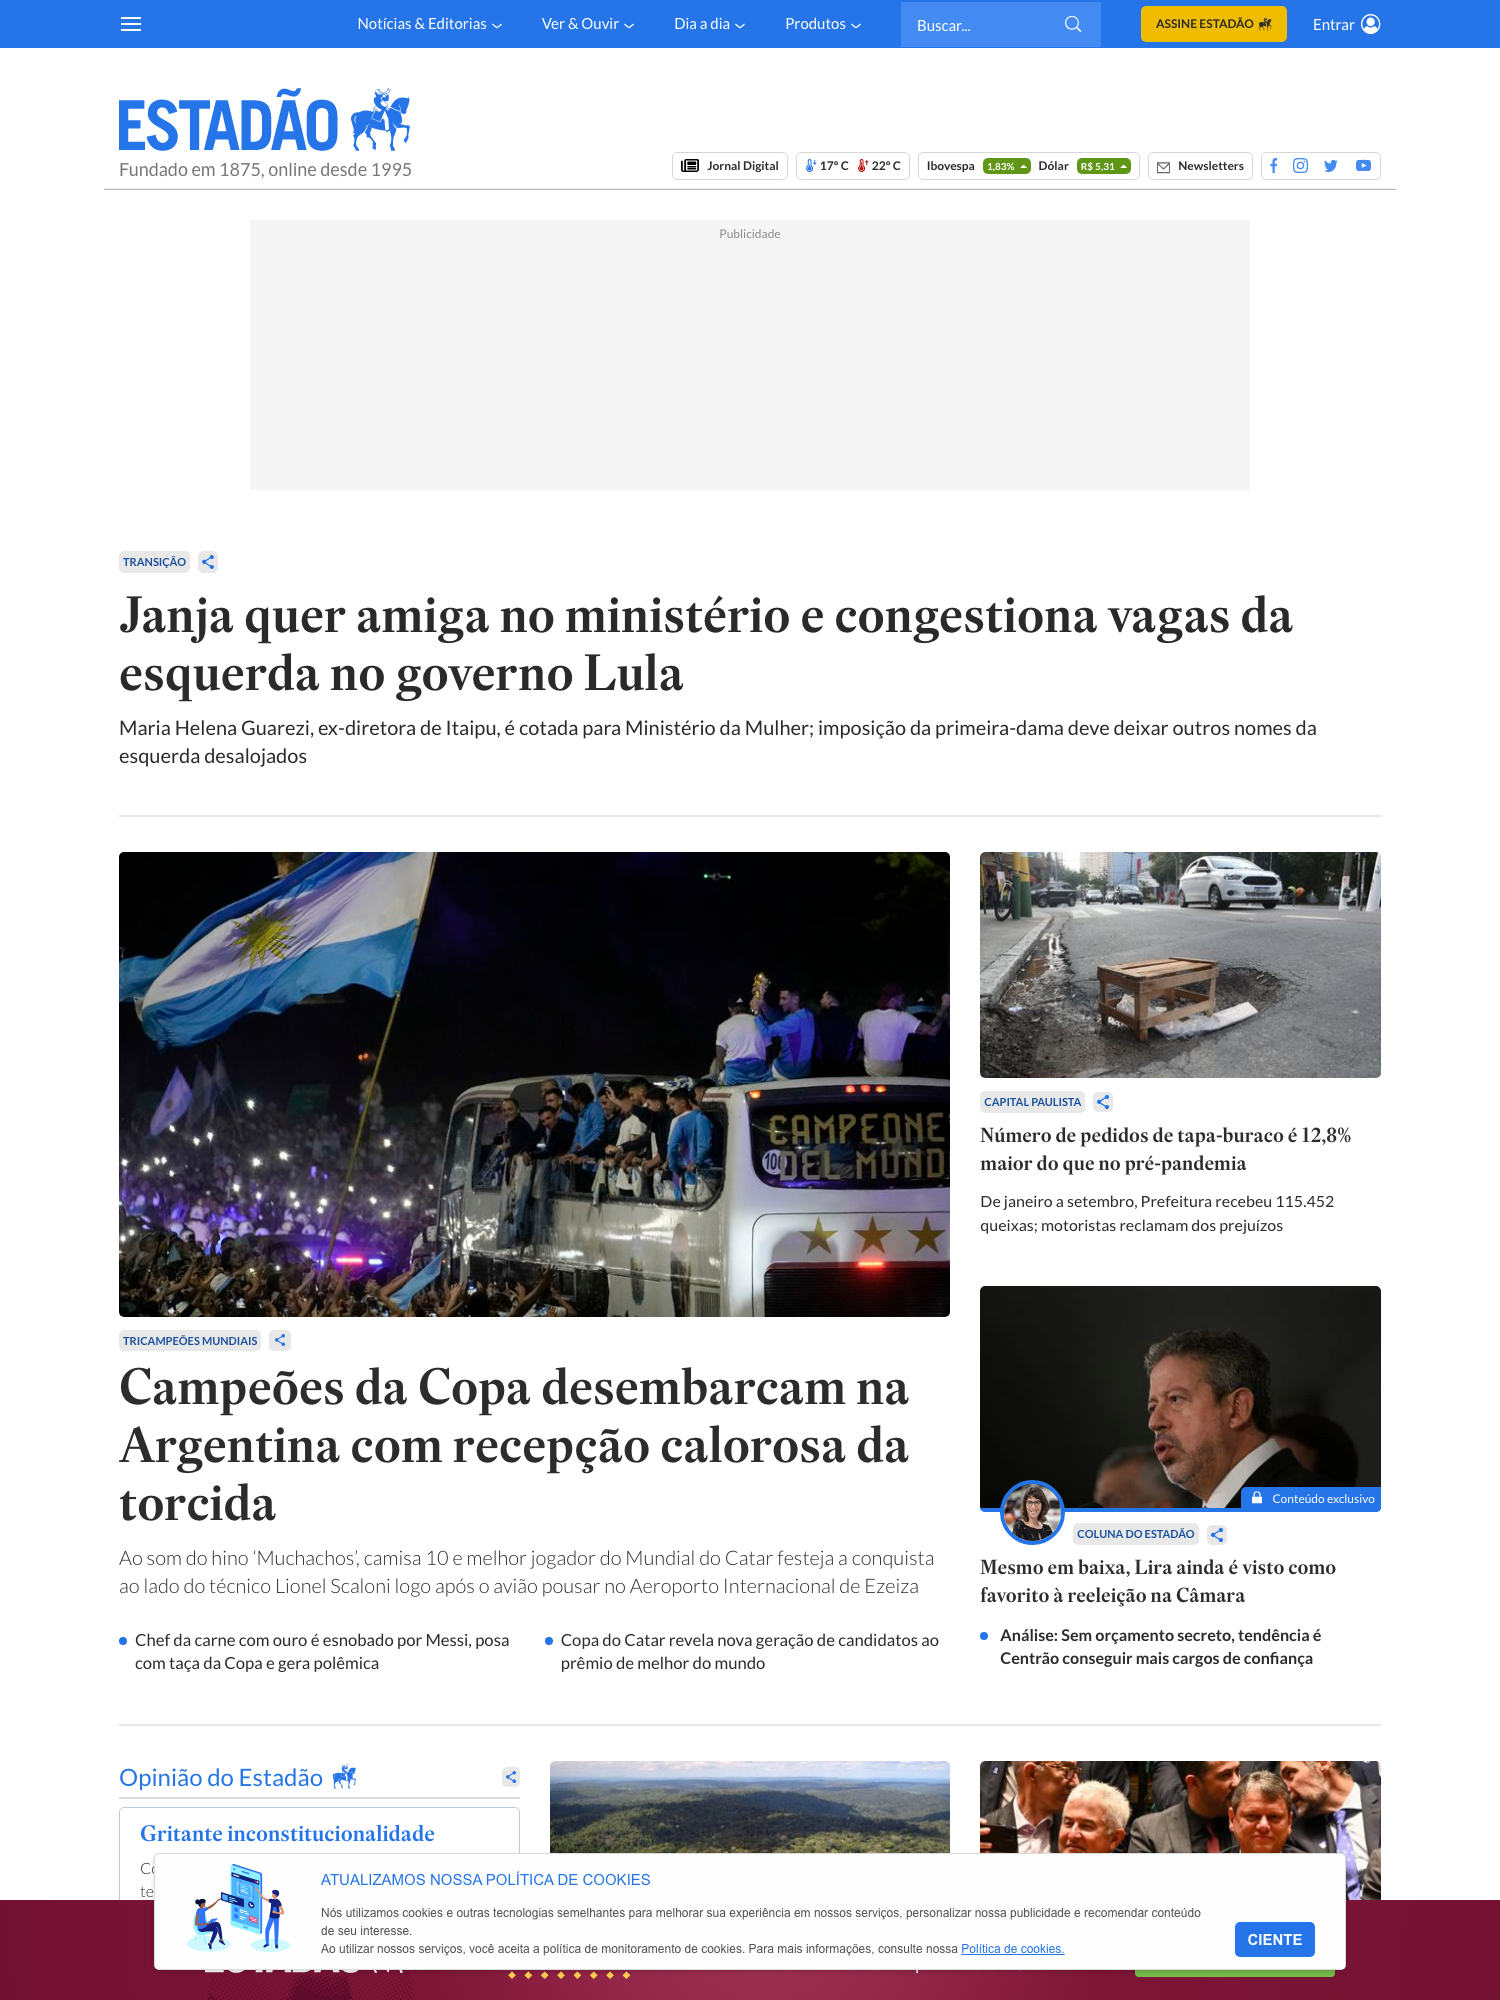 Notícias & Editorias Ver & Ouvir Dia a dia Produtos Buscar... ASSINE ESTADÃO Entrar
ESTADÃO
Fundado em 1875, online desde 1995
Jornal Digital 17º C 22º C Ibovespa 1,83% Dólar R$ 5,31 Newsletters
Publicidade
TRANSIÇÃO
Janja quer amiga no ministério e congestiona vagas da
esquerda no governo Lula
Maria Helena Guarezi, ex-diretora de Itaipu, é cotada para Ministério da Mulher; imposição da primeira-dama deve deixar outros nomes da
esquerda desalojados
CAMPEONE
DEL MUND
TRICAMPEÕES MUNDIAIS
Campeões da Copa desembarcam na
Argentina com recepção calorosa da
torcida
Ao som do hino ‘Muchachos’, camisa 10 e melhor jogador do Mundial do Catar festeja a conquista
ao lado do técnico Lionel Scaloni logo após o avião pousar no Aeroporto Internacional de Ezeiza
Chef da carne com ouro é esnobado por Messi, posa
com taça da Copa e gera polêmica
Copa do Catar revela nova geração de candidatos ao
prêmio de melhor do mundo
CAPITAL PAULISTA
Número de pedidos de tapa-buraco é 12,8%
maior do que no pré-pandemia
De janeiro a setembro, Prefeitura recebeu 115.452
queixas; motoristas reclamam dos prejuízos
Conteúdo exclusivo
COLUNA DO ESTADÃO
Mesmo em baixa, Lira ainda é visto como
favorito à reeleição na Câmara
Análise: Sem orçamento secreto, tendência é
Centrão conseguir mais cargos de confiança
Opinião do Estadão
Gritante inconstitucionalidade
ATUALIZAMOS NOSSA POLÍTICA DE COOKIES
Nós utilizamos cookies e outras tecnologias semelhantes para melhorar sua experiência em nossos serviços, personalizar nossa publicidade e recomendar conteúdo
de seu interesse.
Ao utilizar nossos serviços, você aceita a política de monitoramento de cookies. Para mais informações, consulte nossa Política de cookies.
CIENTE